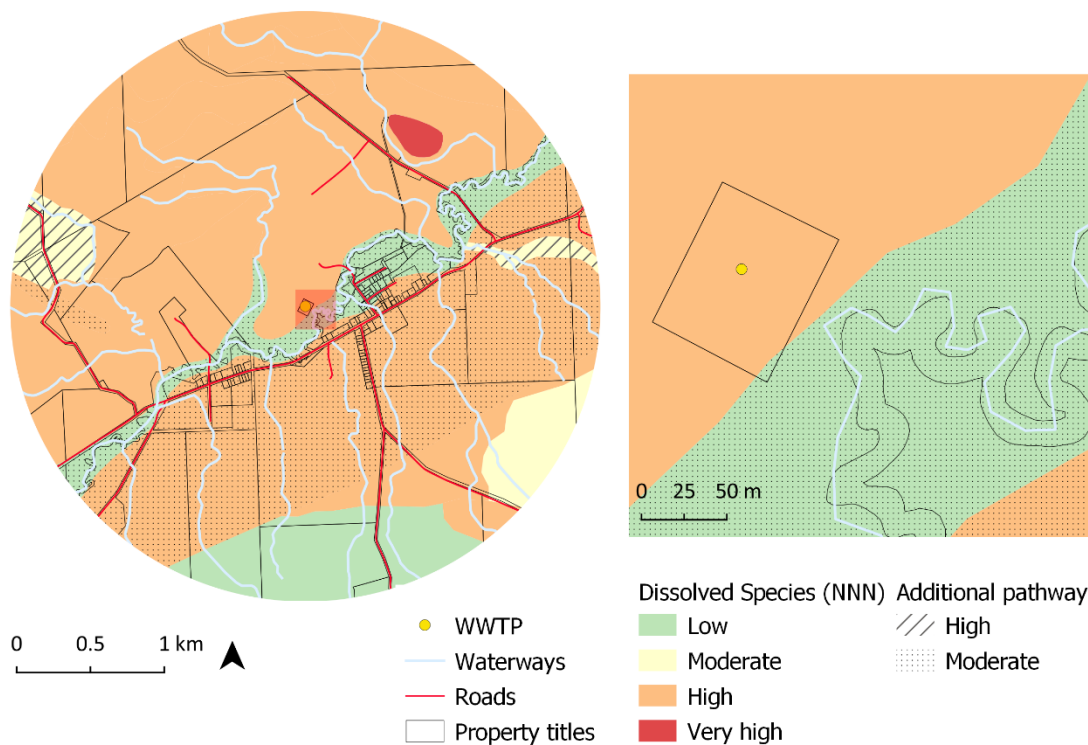 0 25 50 m
0 0.5 1 km
WWTP
Waterways
Roads
Property titles
Dissolved Species (NNN)
Low
Moderate
High
Very high
Additional pathway
High
Moderate